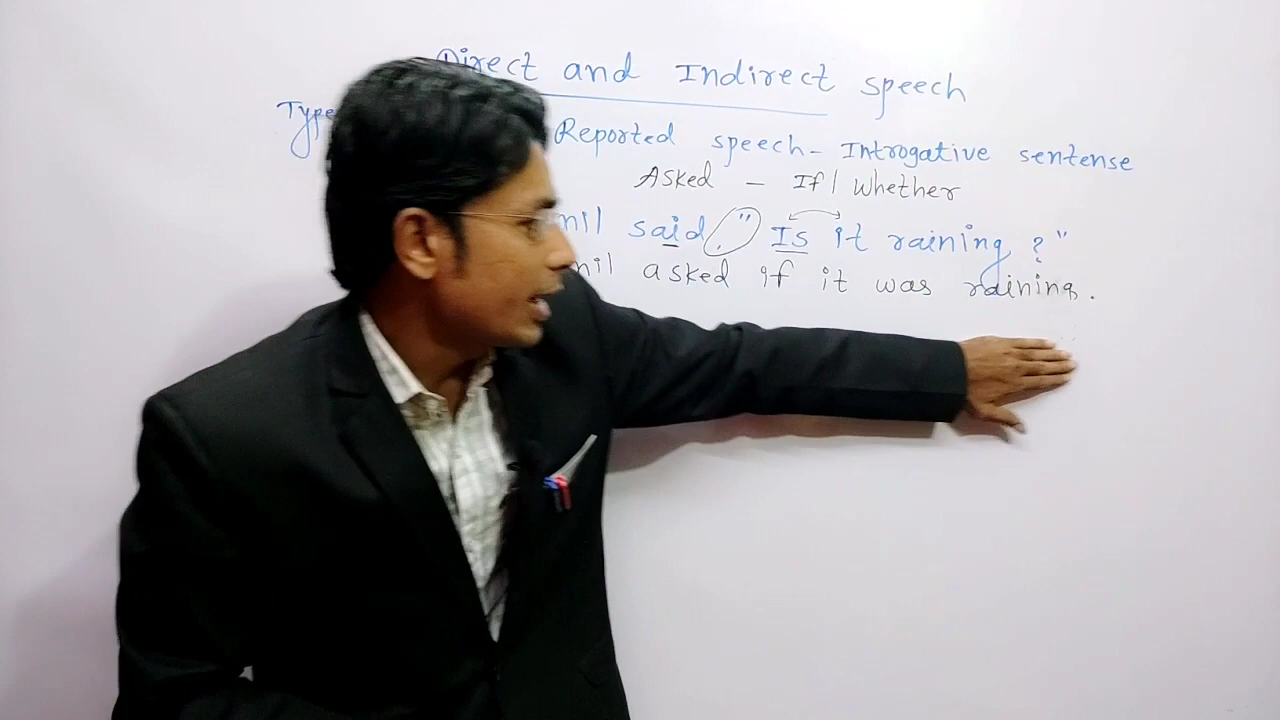 Direct and Indirect speech
Type Reported speech - Introgative sentense
Asked - If / Whether
nil said, " Is it raining ? "
nil asked if it was raining.